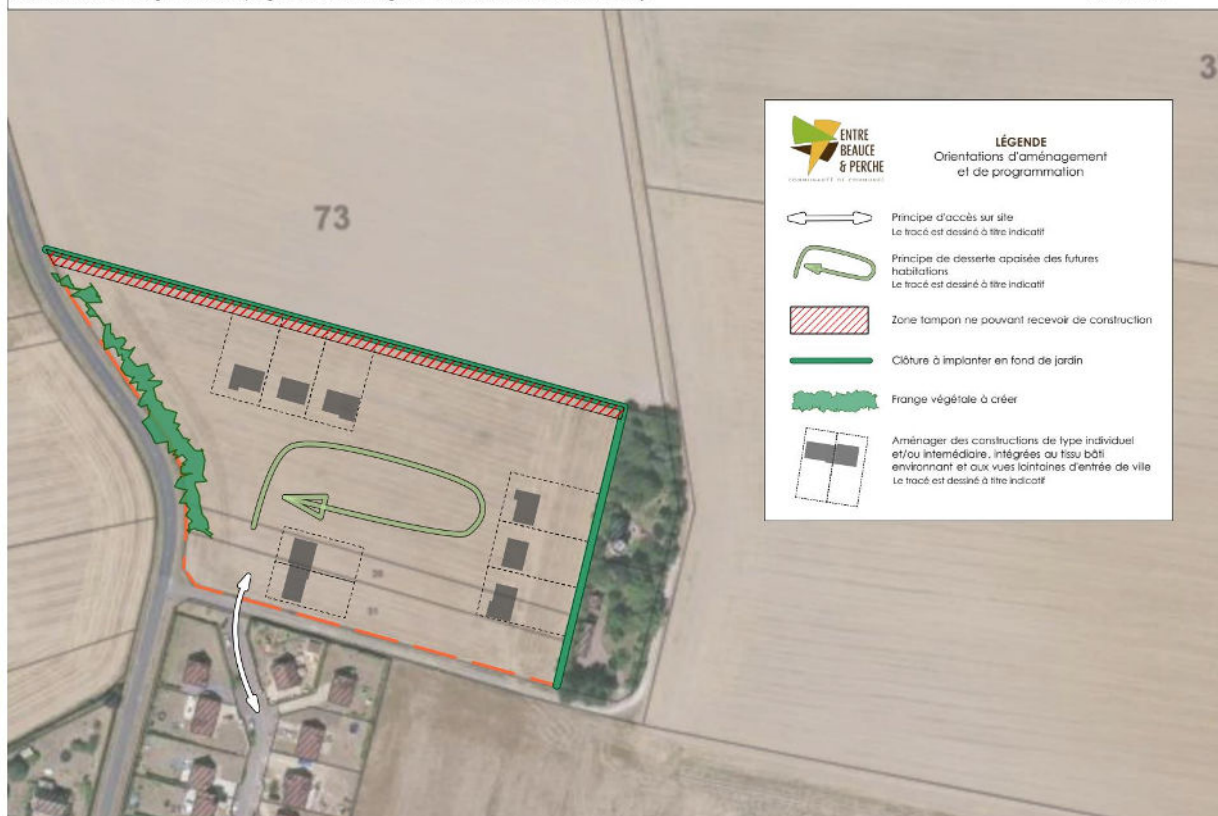 3
73
ENTRE
BEAUCE
& PERCHE
COMMUNAUTÉ DE COMMUNES
LÉGENDE
Orientations d'aménagement
et de programmation
Principe d'accès sur site
Le tracé est dessiné à titre indicatif
Principe de desserte apaisée des futures
habitations
Le tracé est dessiné à titre indicatif
Zone tampon ne pouvant recevoir de construction
Clôture à implanter en fond de jardin
Frange végétale à créer
Aménager des constructions de type individuel
et/ou intermédiaire, intégrées au tissu bâti
environnant et aux vues lointaines d'entrée de ville
Le tracé est dessiné à titre indicatif
51